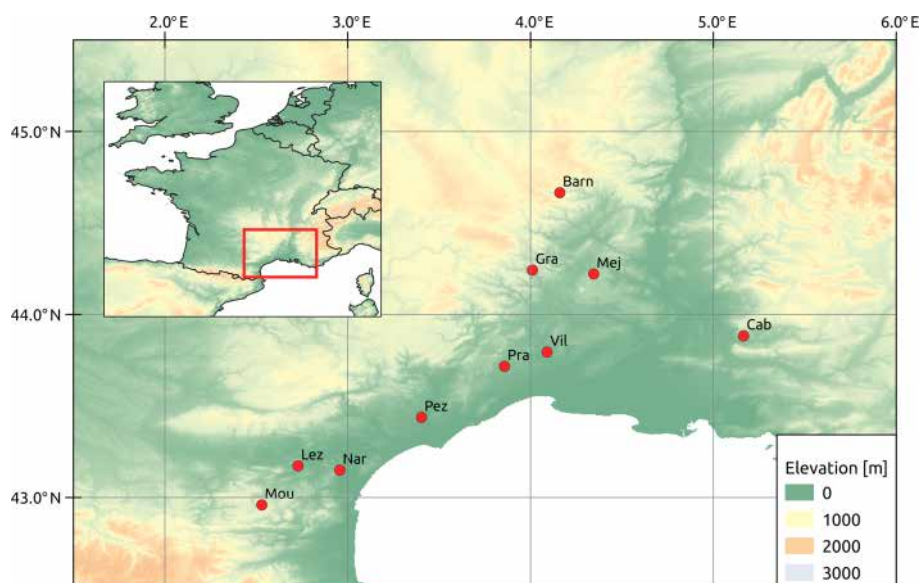 2.0°E 3.0°E 4.0°E 5.0°E 6.0°E
45.0°N
Barn
Gra
Mej
44.0°N
Cab
Vil
Pra
Pez
Lez
Nar
Mou
43.0°N
Elevation [m]
0
1000
2000
3000